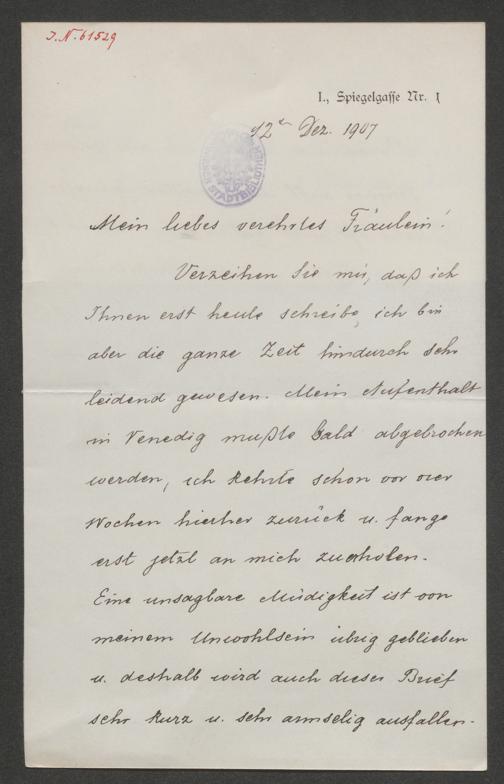 J.N. 61529
I., Spiegelgasse Nr. 1
12ten Dez. 1907
STADTBIBLIOTHEK
Mein liebes verehrtes Fräulein!
Verzeihen Sie mir, daß ich
Ihnen erst heute schreibe, ich bin
aber die ganze Zeit hindurch sehr
leidend gewesen. Mein Aufenthalt
in Venedig mußte bald abgebrochen
werden, ich kehrte schon vor vier
Wochen hierher zurück u. fange
erst jetzt an mich zu erholen.
Eine unsagbare Müdigkeit ist von
meinem Unwohlsein übrig geblieben
u. deshalb wird auch dieser Brief
sehr kurz u. sehr armselig ausfallen.